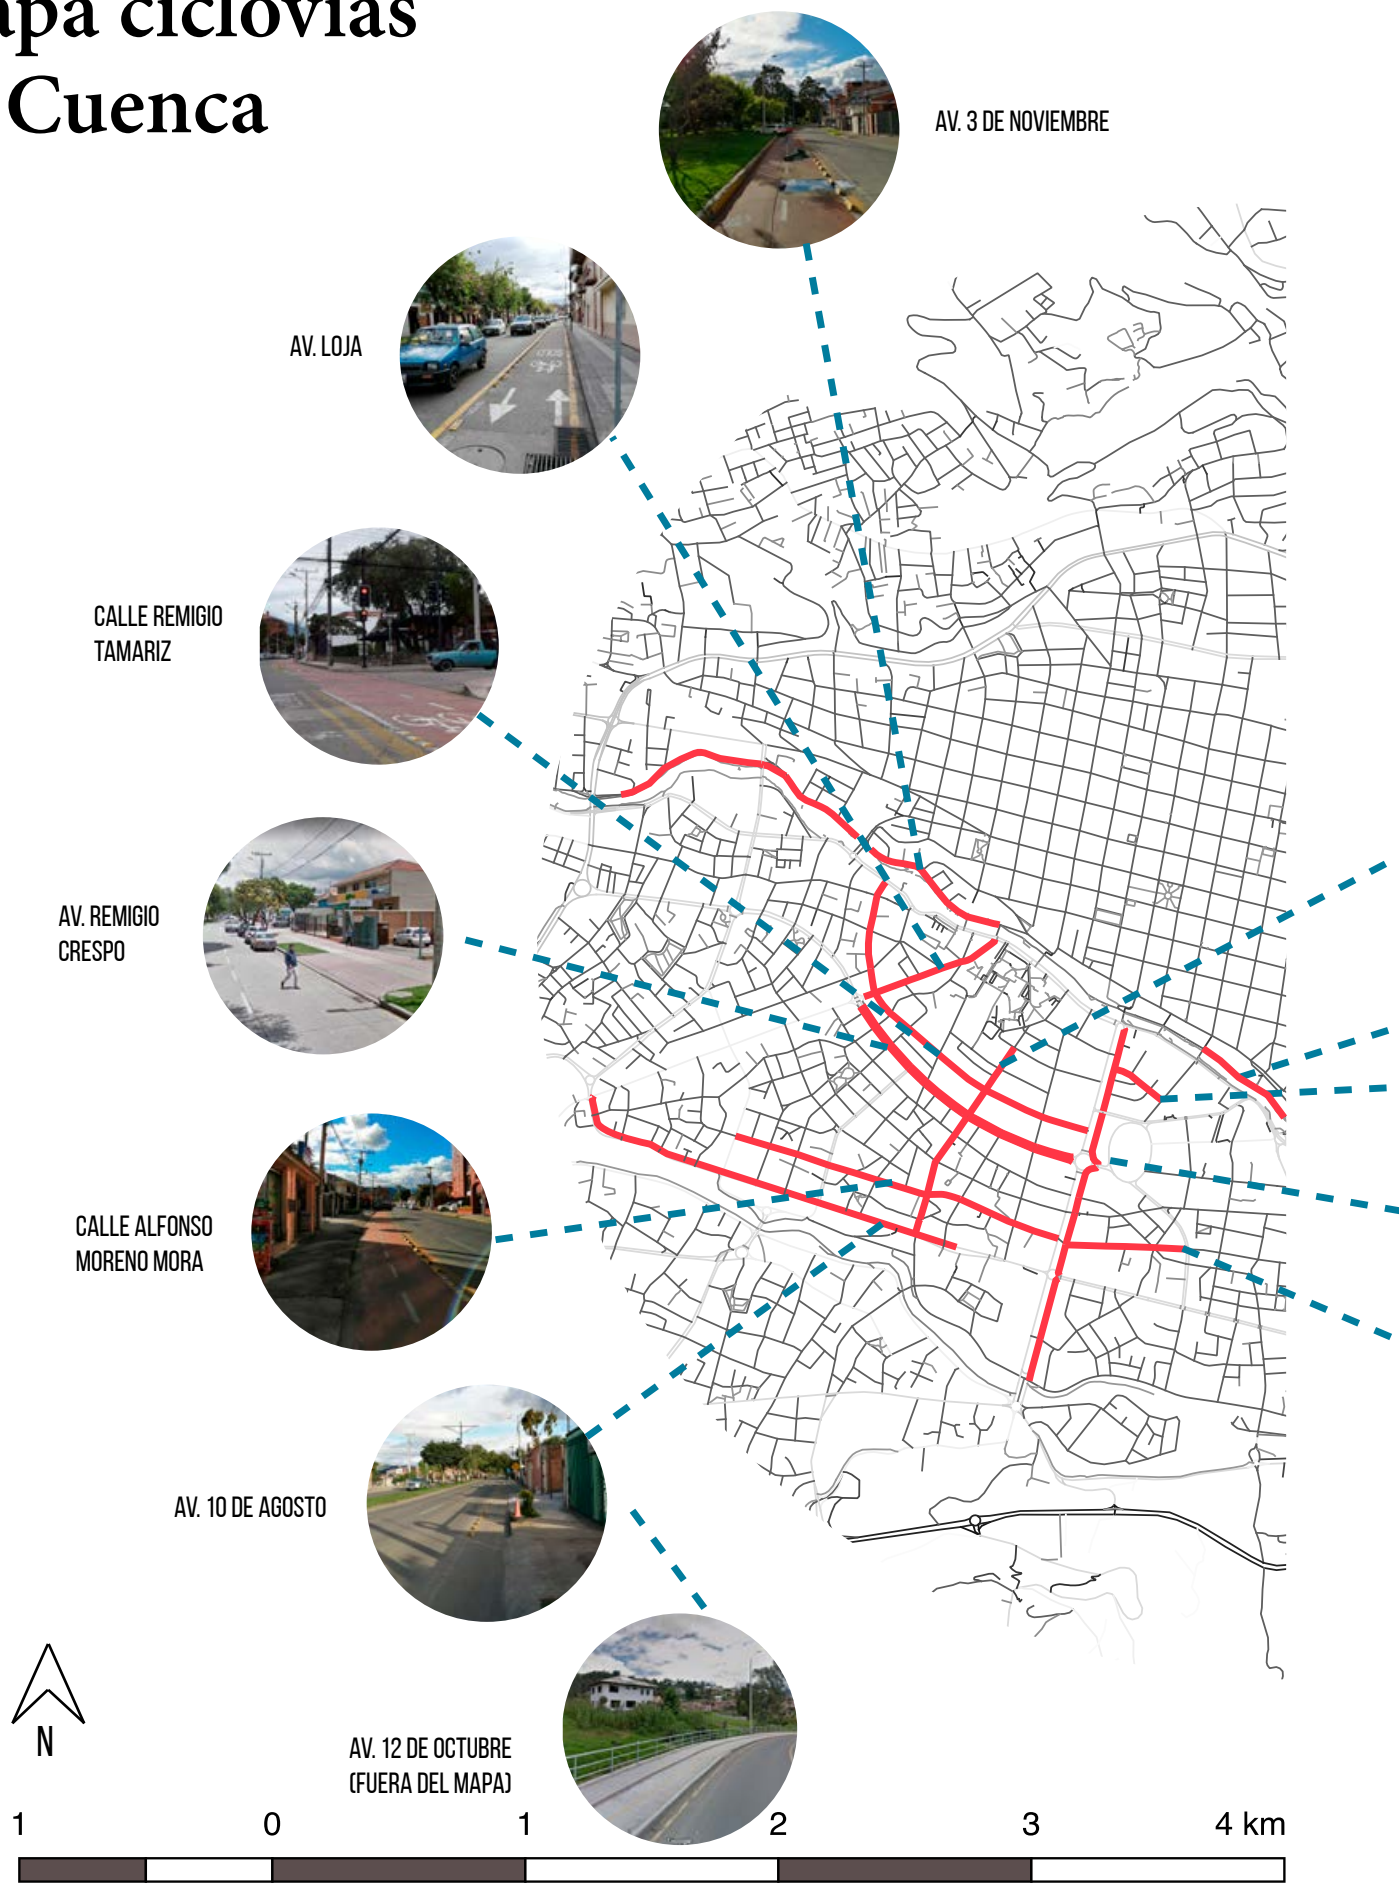 apa ciclovías
Cuenca
AV. 3 DE NOVIEMBRE
AV. LOJA
CALLE REMIGIO
TAMARIZ
AV. REMIGIO
CRESPO
CALLE ALFONSO
MORENO MORA
AV. 10 DE AGOSTO
AV. 12 DE OCTUBRE
(FUERA DEL MAPA)
N
1 0 1 2 3 4 km